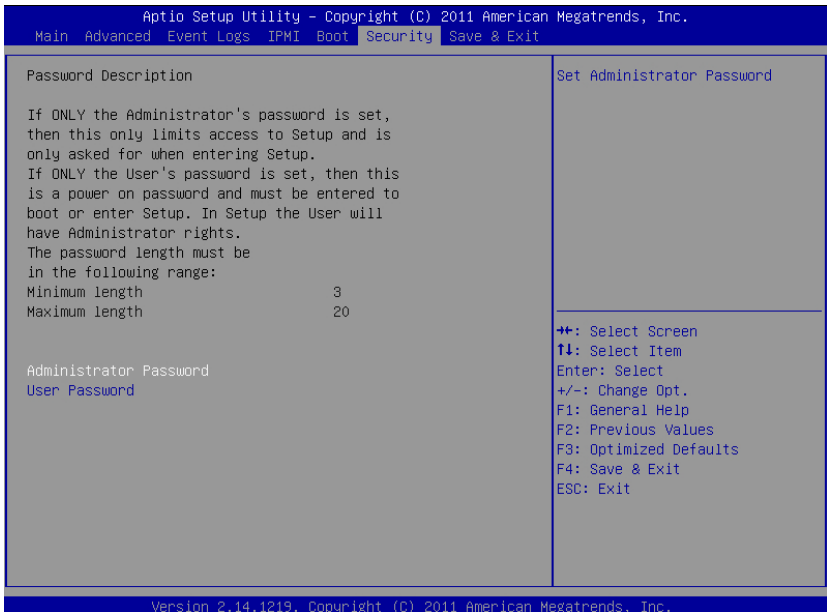 Aptio Setup Utility – Copyright (C) 2011 American Megatrends, Inc.
Main Advanced Event Logs IPMI Boot Security Save & Exit
Password Description
If ONLY the Administrator's password is set,
then this only limits access to Setup and is
only asked for when entering Setup.
If ONLY the User's password is set, then this
is a power on password and must be entered to
boot or enter Setup. In Setup the User will
have Administrator rights.
The password length must be
in the following range:
Minimum length 3
Maximum length 20
Administrator Password
User Password
Set Administrator Password
→←: Select Screen
↑↓: Select Item
Enter: Select
+/-: Change Opt.
F1: General Help
F2: Previous Values
F3: Optimized Defaults
F4: Save & Exit
ESC: Exit
Version 2.14.1219. Copyright (C) 2011 American Megatrends, Inc.